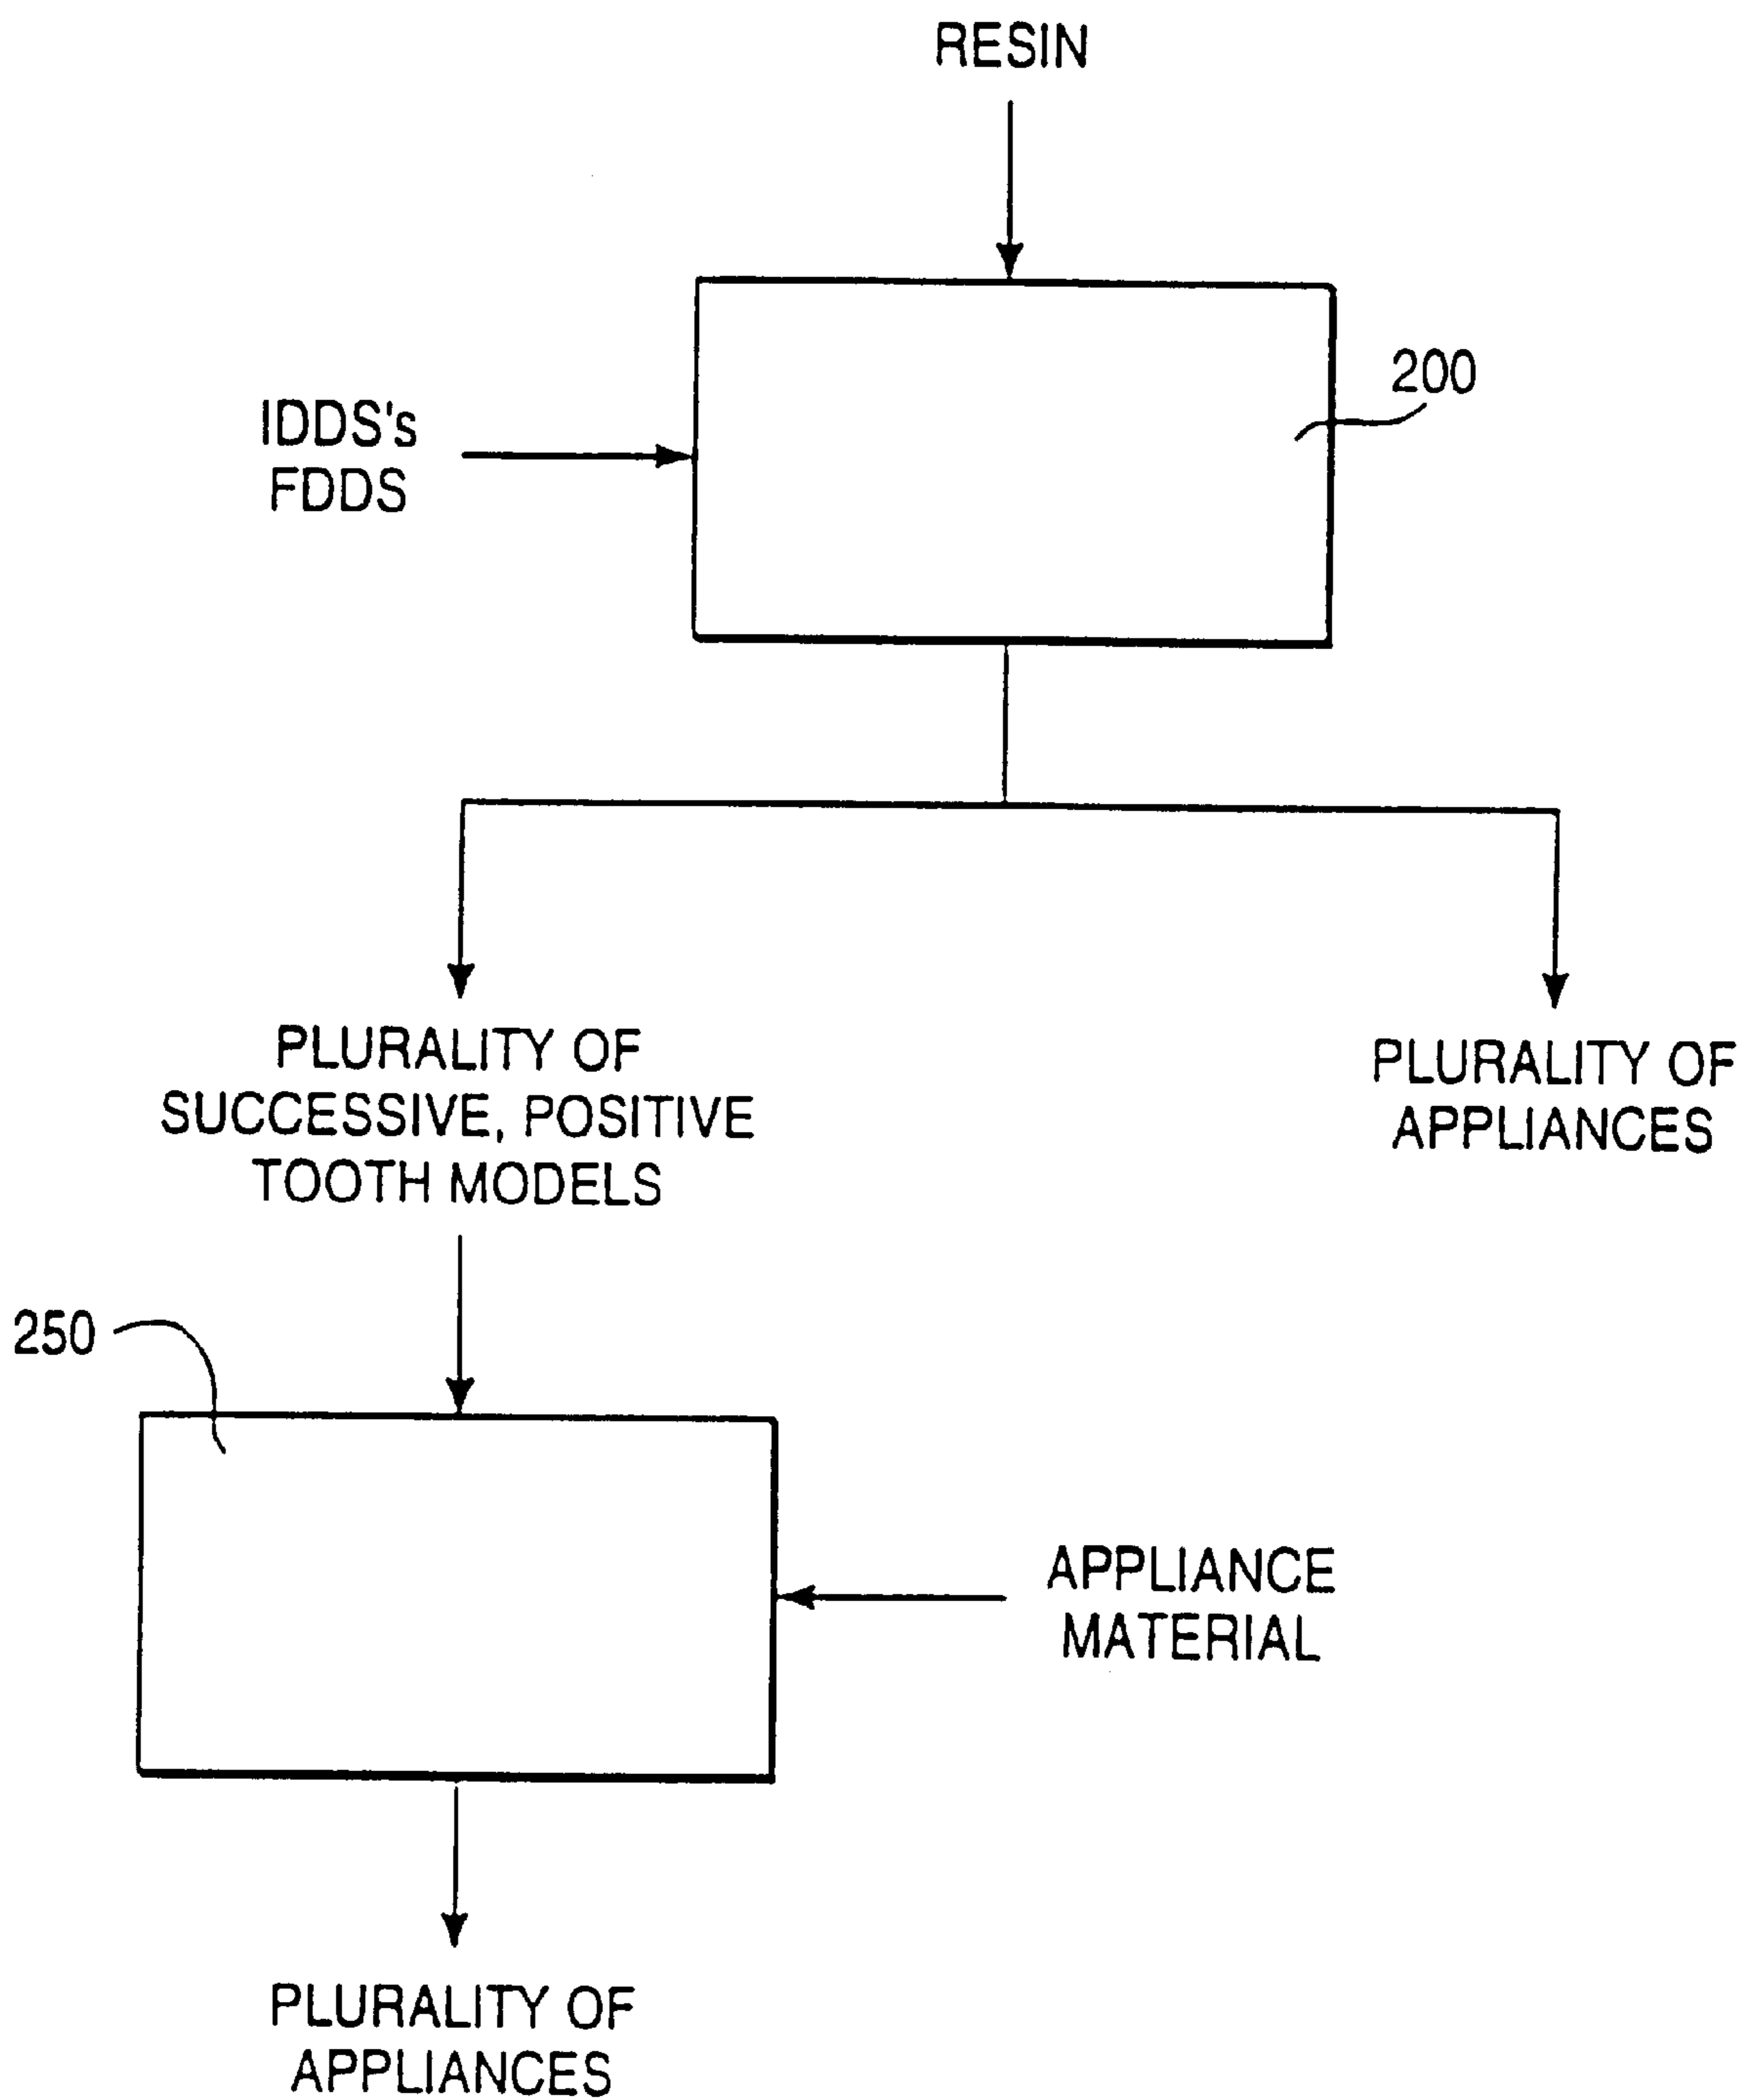 RESIN
200
IDDS's
FDDS
PLURALITY OF
SUCCESSIVE, POSITIVE
TOOTH MODELS
PLURALITY OF
APPLIANCES
250
APPLIANCE
MATERIAL
PLURALITY OF
APPLIANCES